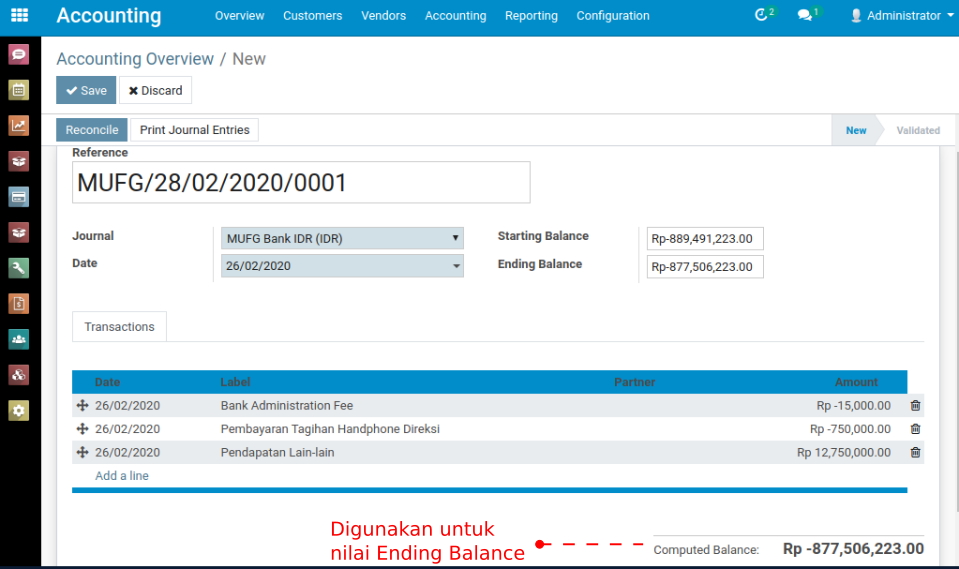 Accounting Overview Customers Vendors Accounting Reporting Configuration 2 1 Administrator
Accounting Overview / New
Save Discard
Reconcile Print Journal Entries New Validated
Reference
MUFG/28/02/2020/0001
Journal MUFG Bank IDR (IDR) Starting Balance Rp-889,491,223.00
Date 26/02/2020 Ending Balance Rp-877,506,223.00
Transactions
Date Label Partner Amount
26/02/2020 Bank Administration Fee Rp -15,000.00
26/02/2020 Pembayaran Tagihan Handphone Direksi Rp -750,000.00
26/02/2020 Pendapatan Lain-lain Rp 12,750,000.00
Add a line
Digunakan untuk
nilai Ending Balance
Computed Balance: Rp -877,506,223.00